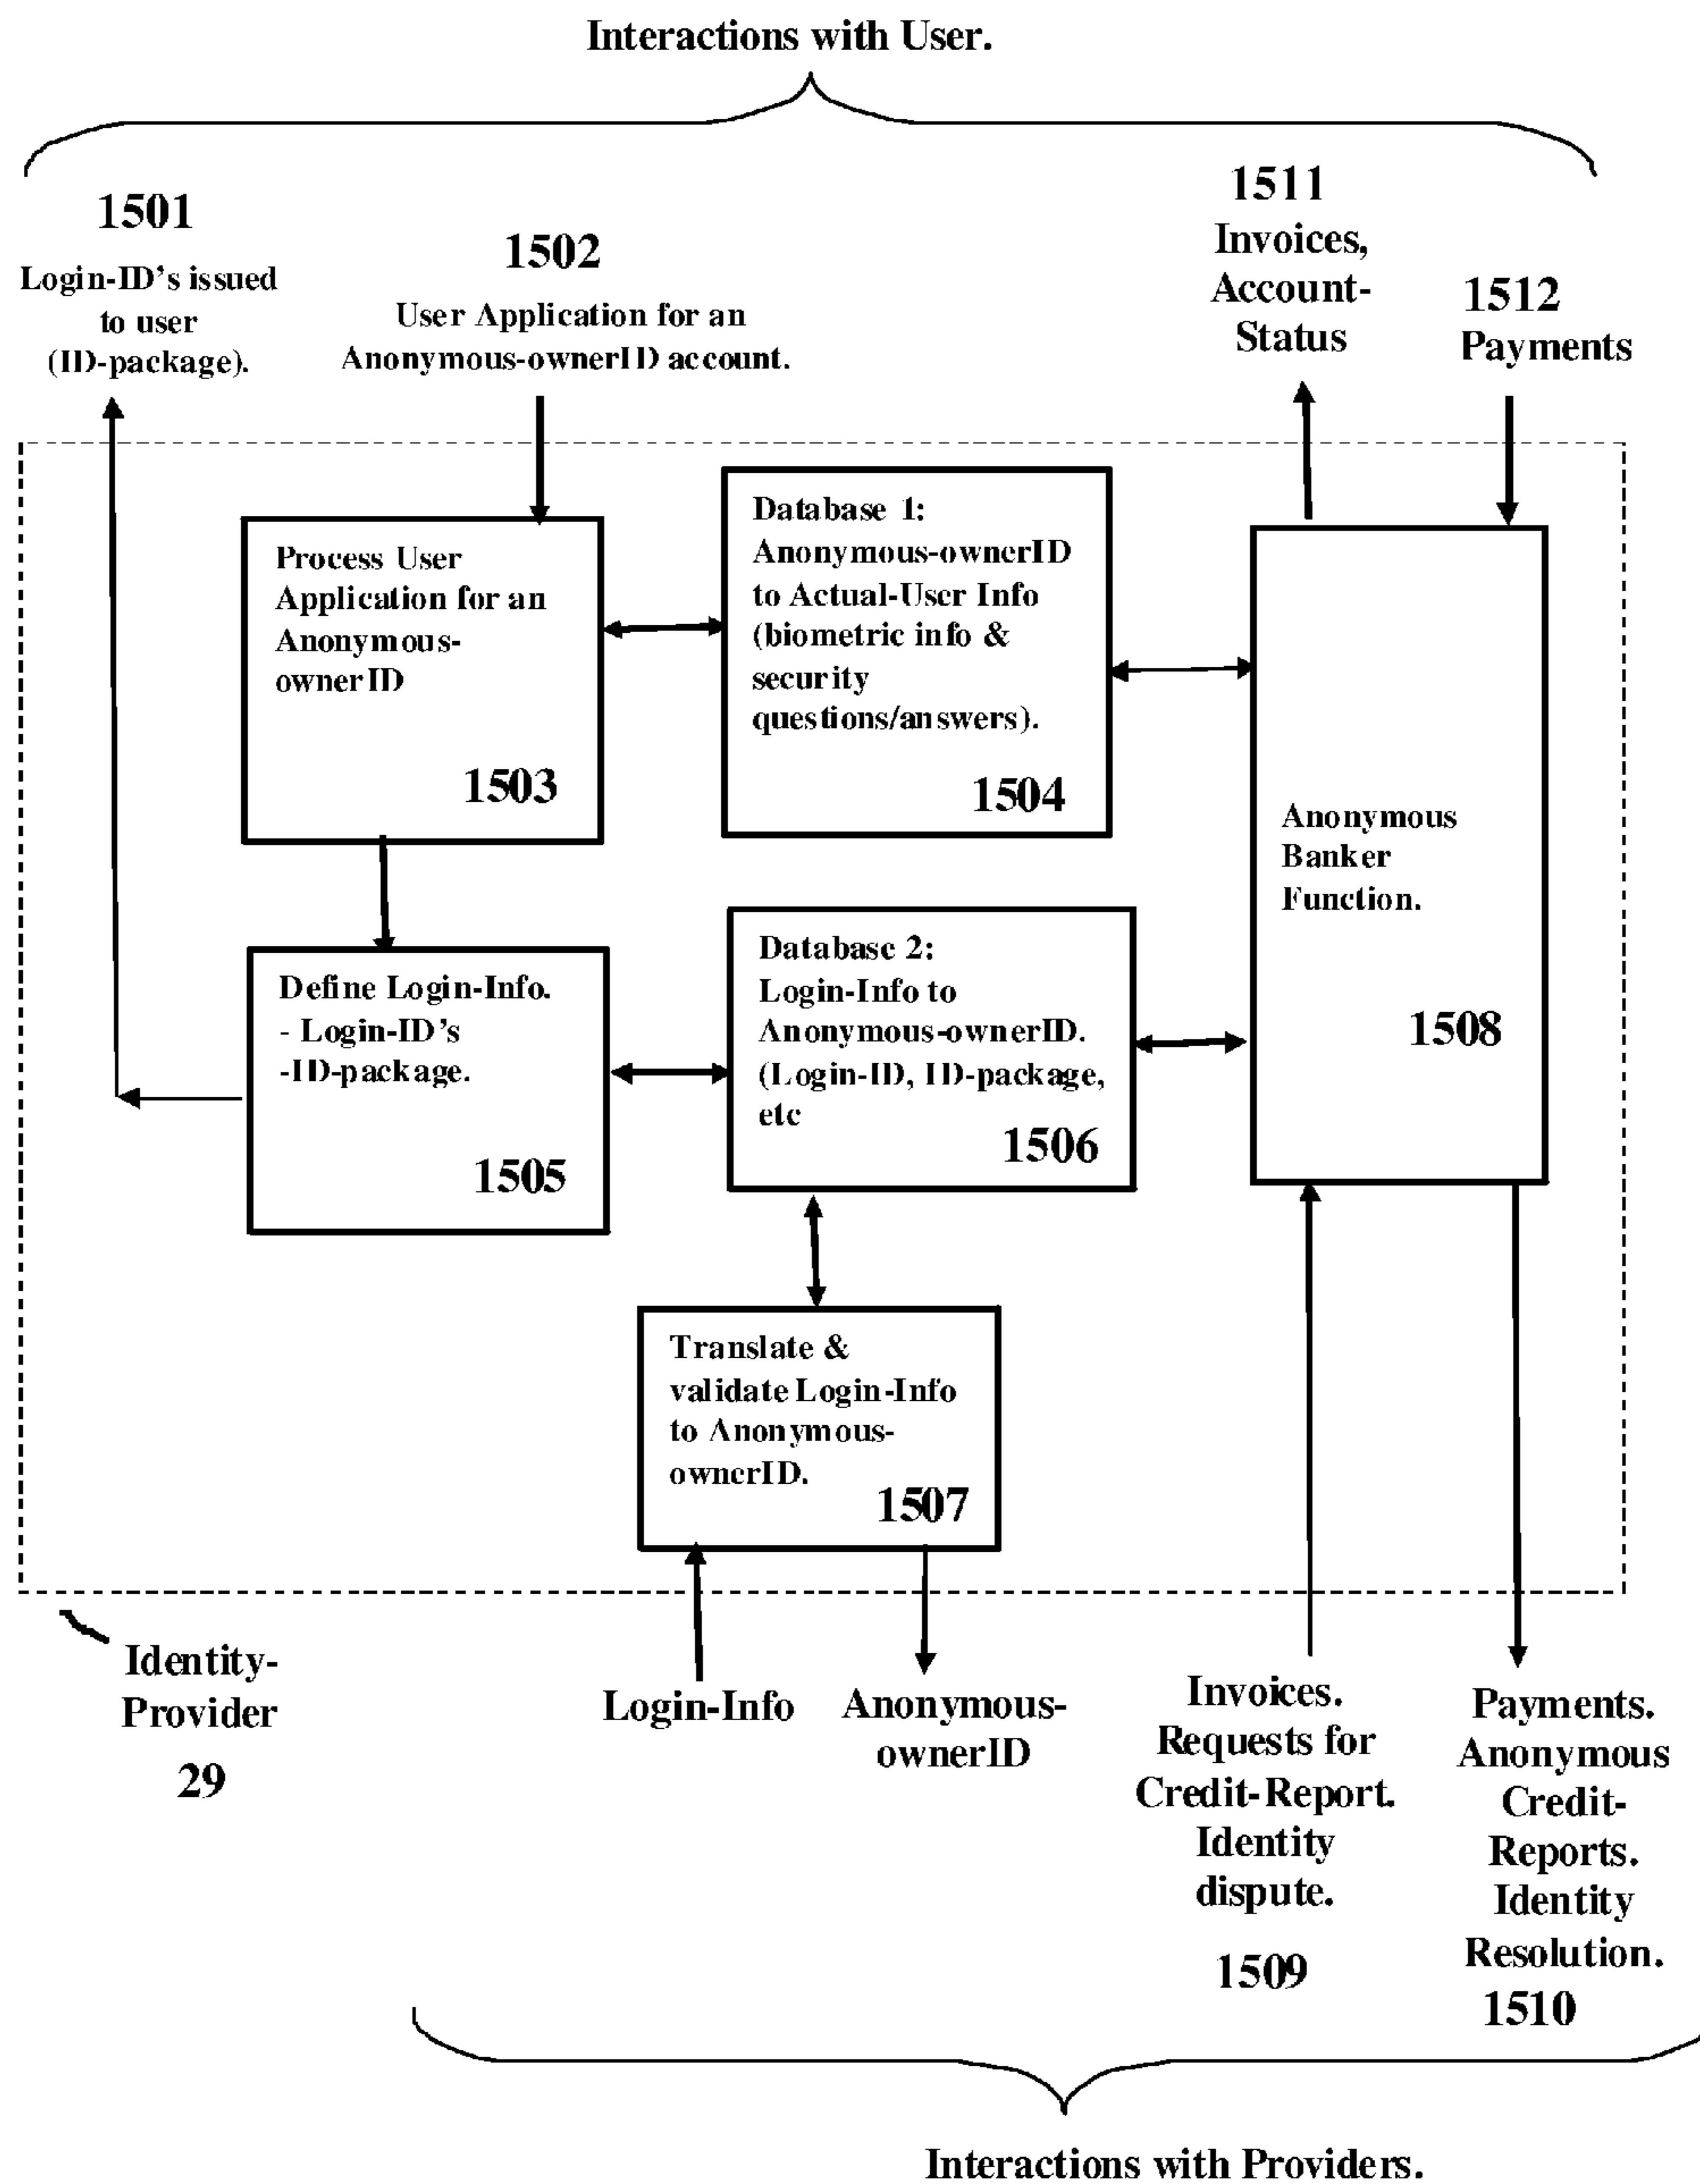 Interactions with User.
1501
Login-ID's issued
to user
(ID-package).
1502
User Application for an
Anonymous-ownerID account.
1511
Invoices,
Account-
Status
1512
Payments
Process User
Application for an
Anonymous-
ownerID
1503
Database 1:
Anonymous-ownerID
to Actual-User Info
(biometric info &
security
questions/answers).
1504
Anonymous
Banker
Function.
1508
Define Login-Info.
- Login-ID's
-ID-package.
1505
Database 2:
Login-Info to
Anonymous-ownerID.
(Login-ID, ID-package,
etc
1506
Translate &
validate Login-Info
to Anonymous-
ownerID.
1507
Identity-
Provider
29
Login-Info
Anonymous-
ownerID
Invoices.
Requests for
Credit-Report.
Identity
dispute.
1509
Payments.
Anonymous
Credit-
Reports.
Identity
Resolution.
1510
Interactions with Providers.